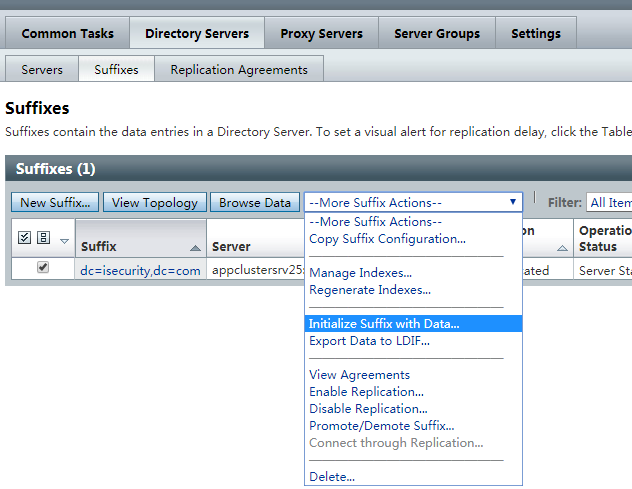 Common Tasks Directory Servers Proxy Servers Server Groups Settings
Servers Suffixes Replication Agreements
Suffixes
Suffixes contain the data entries in a Directory Server. To set a visual alert for replication delay, click the Table
Suffixes (1)
New Suffix... View Topology Browse Data --More Suffix Actions-- Filter: All Item
--More Suffix Actions--
Copy Suffix Configuration...
Suffix Server on Operatio
Status
Manage Indexes...
dc=isecurity,dc=com appclustersrv25: cated Server Sta
Regenerate Indexes...
Initialize Suffix with Data...
Export Data to LDIF...
View Agreements
Enable Replication...
Disable Replication...
Promote/Demote Suffix...
Connect through Replication...
Delete...